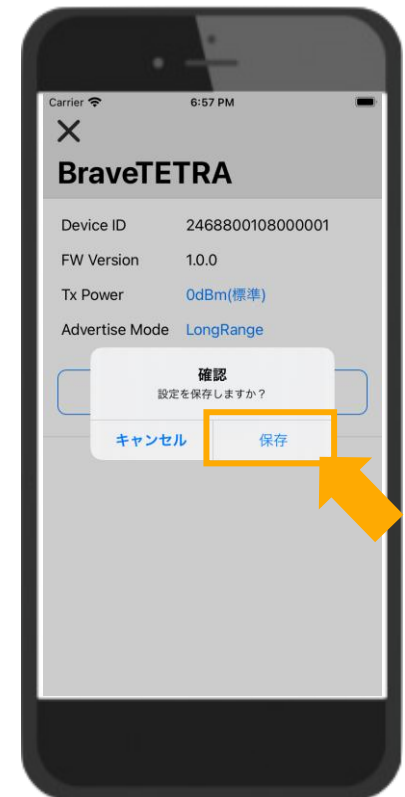 Carrier 6:57 PM
BraveTETRA
Device ID 2468800108000001
FW Version 1.0.0
Tx Power 0dBm(標準)
Advertise Mode LongRange
確認
設定を保存しますか？
キャンセル 保存